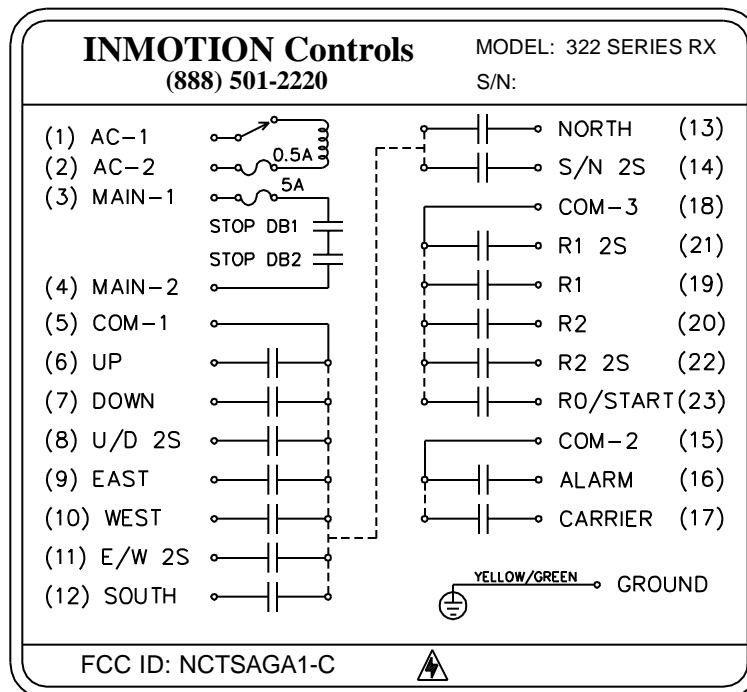 INMOTION Controls
(888) 501-2220
MODEL: 322 SERIES RX
S/N:
(1) AC-1
(2) AC-2
0.5A
(3) MAIN-1
5A
STOP DB1
STOP DB2
(4) MAIN-2
(5) COM-1
(6) UP
(7) DOWN
(8) U/D 2S
(9) EAST
(10) WEST
(11) E/W 2S
(12) SOUTH
NORTH (13)
S/N 2S (14)
COM-3 (18)
R1 2S (21)
R1 (19)
R2 (20)
R2 2S (22)
R0/START(23)
COM-2 (15)
ALARM (16)
CARRIER (17)
YELLOW/GREEN GROUND
FCC ID: NCTSAGA1-C